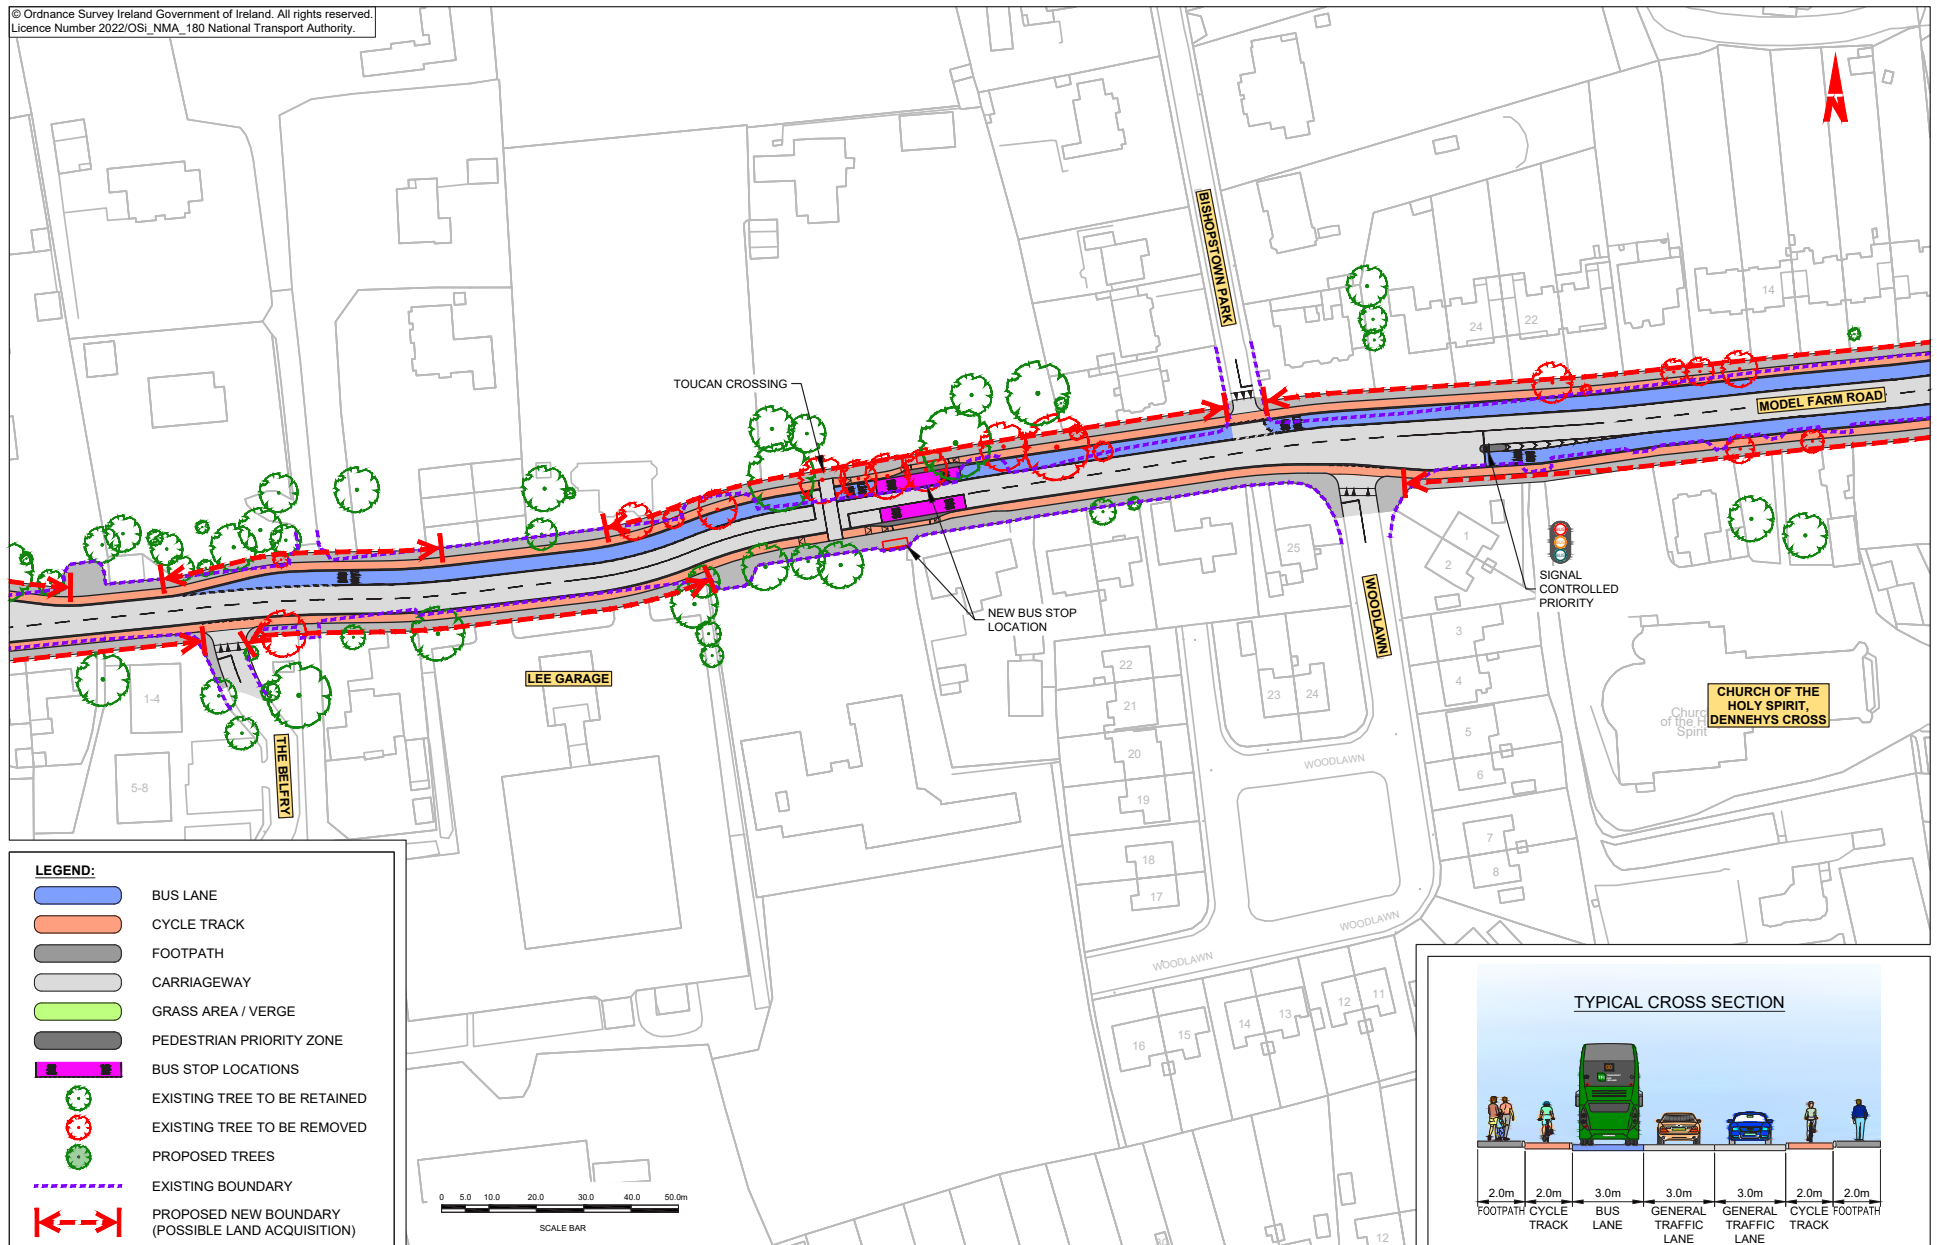 © Ordnance Survey Ireland Government of Ireland. All rights reserved.
Licence Number 2022/OSi_NMA_180 National Transport Authority.
BISHOPSTOWN PARK
14
24
22
TOUCAN CROSSING
MODEL FARM ROAD
25
1
2
SIGNAL
CONTROLLED
PRIORITY
NEW BUS STOP
LOCATION
WOODLAWN
3
22
23
24
4
21
1-4
LEE GARAGE
CHURCH OF THE
HOLY SPIRIT,
DENNEHYS CROSS
Church
of the H
Spirit
5
20
WOODLAWN
6
THE BELFRY
5-8
19
7
18
8
17
WOODLAWN
WOODLAWN
12
11
14
13
16
15
12
LEGEND:
BUS LANE
CYCLE TRACK
FOOTPATH
CARRIAGEWAY
GRASS AREA / VERGE
PEDESTRIAN PRIORITY ZONE
BUS STOP LOCATIONS
EXISTING TREE TO BE RETAINED
EXISTING TREE TO BE REMOVED
PROPOSED TREES
EXISTING BOUNDARY
PROPOSED NEW BOUNDARY
(POSSIBLE LAND ACQUISITION)
0 5.0 10.0 20.0 30.0 40.0 50.0m
SCALE BAR
TYPICAL CROSS SECTION
2.0m 2.0m 3.0m 3.0m 3.0m 2.0m 2.0m
FOOTPATH CYCLE BUS GENERAL GENERAL CYCLE FOOTPATH
TRACK LANE TRAFFIC TRAFFIC TRACK
LANE LANE
N